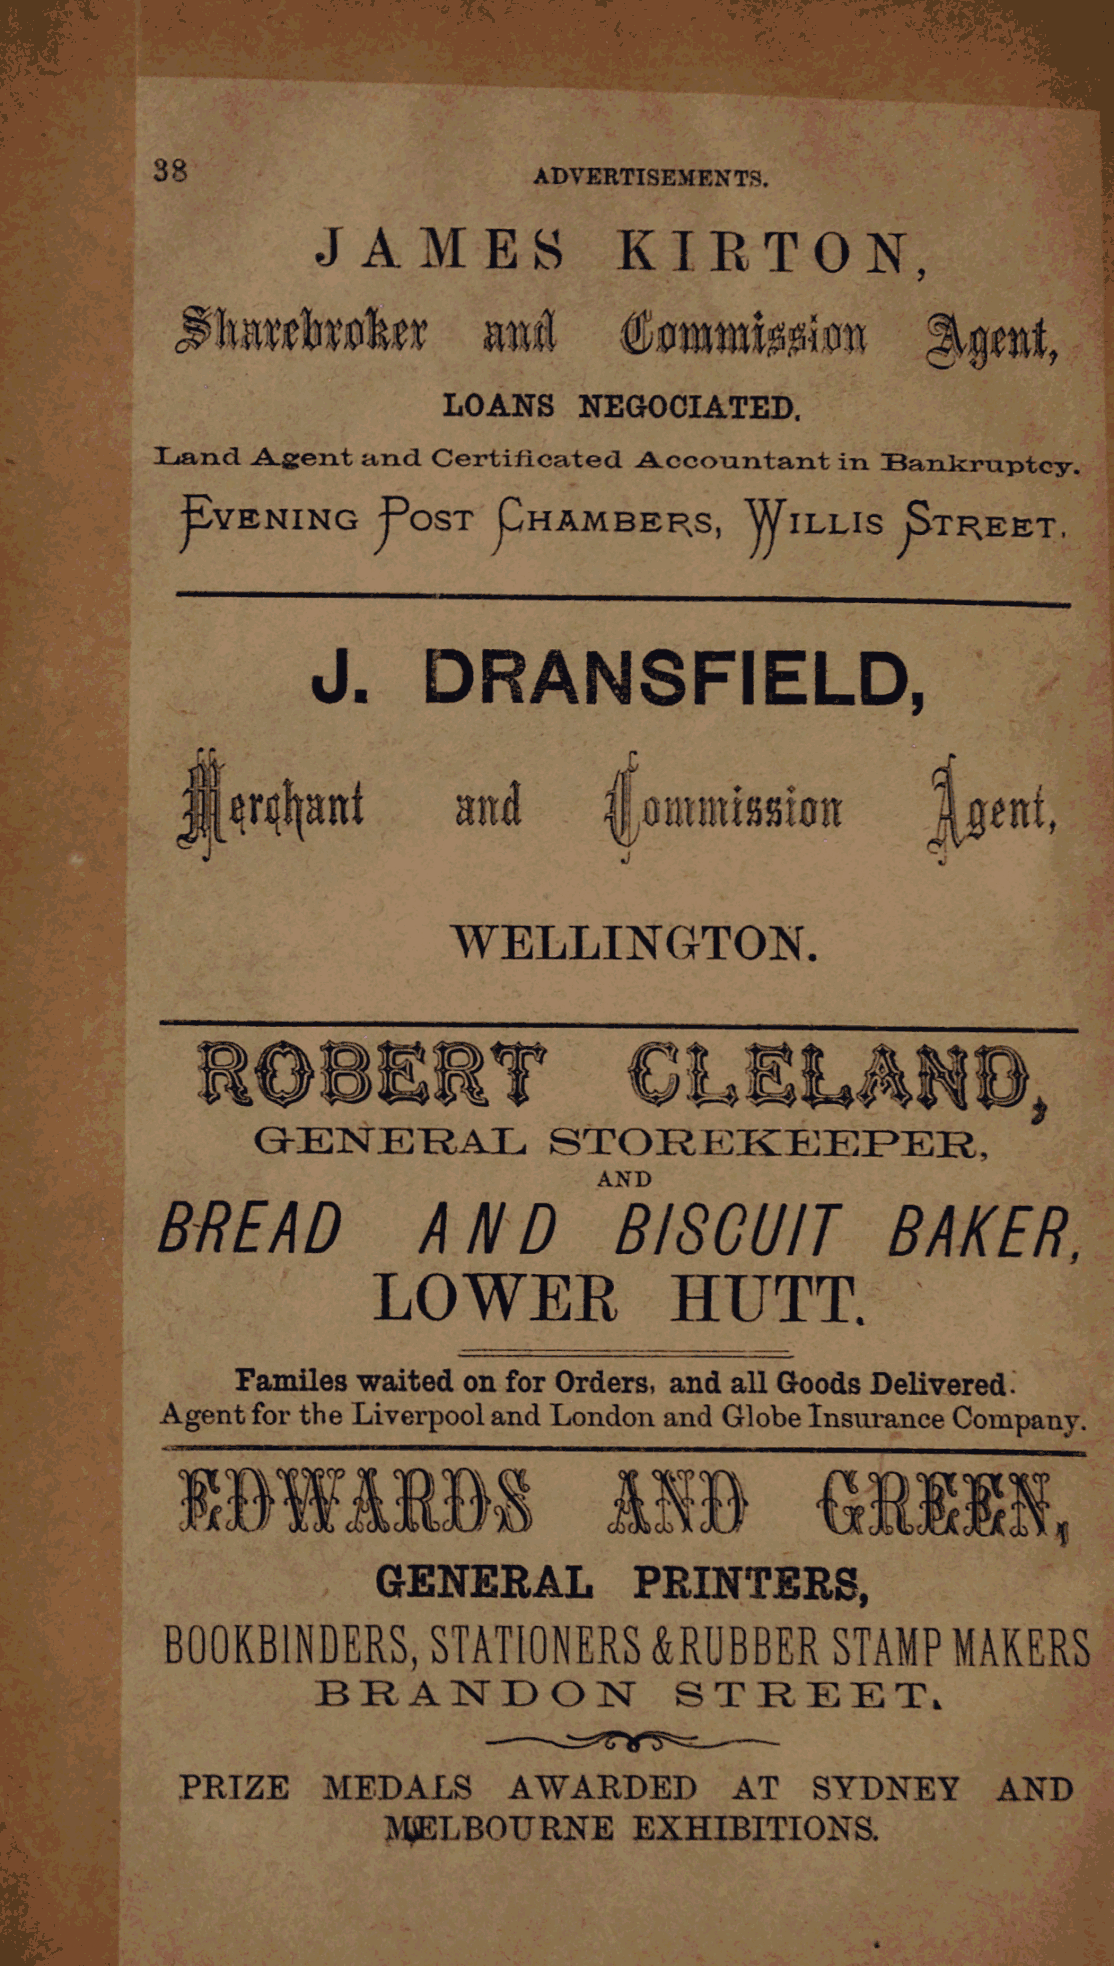 38
ADVERTISEMENTS.
JAMES KIRTON,
Sharebroker and Commission Agent,
LOANS NEGOCIATED.
Land Agent and Certificated Accountant in Bankruptcy.
EVENING POST CHAMBERS, WILLIS STREET.
J. DRANSFIELD,
Merchant and Commission Agent,
WELLINGTON.
ROBERT CLELAND,
GENERAL STOREKEEPER,
AND
BREAD AND BISCUIT BAKER,
LOWER HUTT.
Familes waited on for Orders, and all Goods Delivered.
Agent for the Liverpool and London and Globe Insurance Company.
EDWARDS AND GREEN,
GENERAL PRINTERS,
BOOKBINDERS, STATIONERS & RUBBER STAMP MAKERS
BRANDON STREET.
PRIZE MEDALS AWARDED AT SYDNEY AND
MELBOURNE EXHIBITIONS.